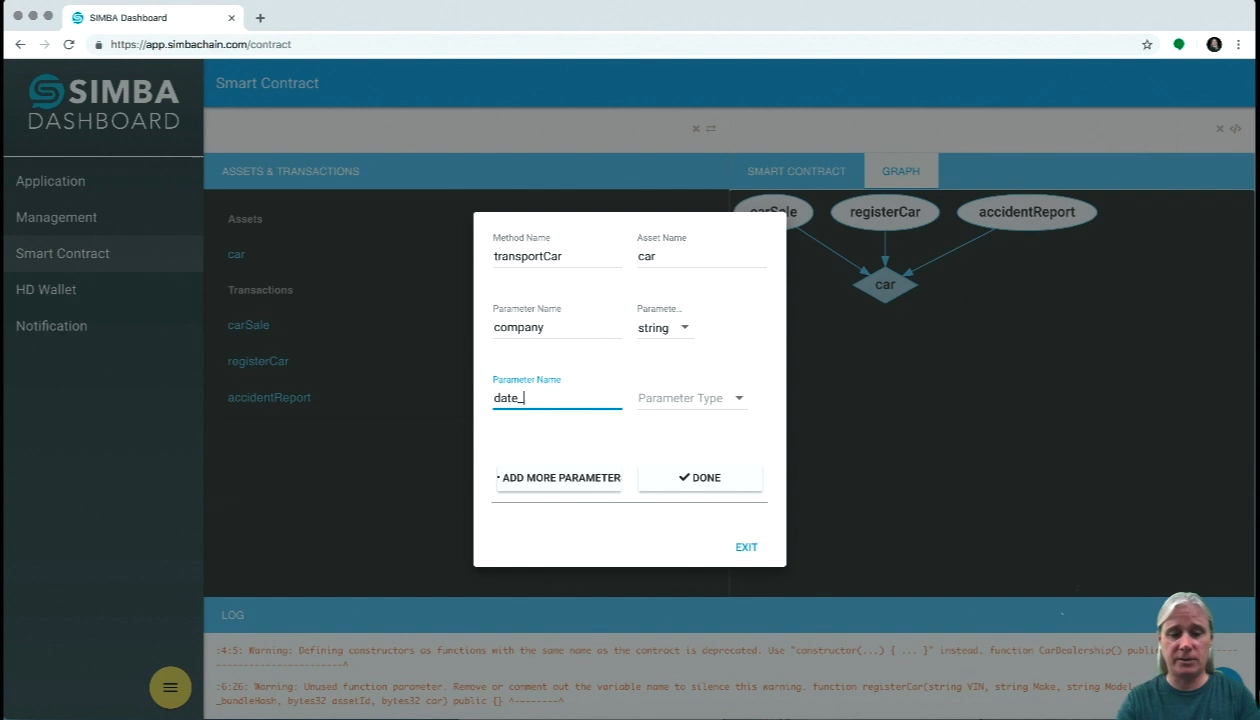 SIMBA Dashboard
https://app.simbachain.com/contract
SIMBA
DASHBOARD
Smart Contract
Application
Management
Smart Contract
HD Wallet
Notification
ASSETS & TRANSACTIONS
SMART CONTRACT
GRAPH
Assets
car
Transactions
carSale
registerCar
accidentReport
carSale
registerCar
accidentReport
car
Method Name
Asset Name
transportCar
car
Parameter Name
Paramete...
company
string
Parameter Name
date_
Parameter Type
ADD MORE PARAMETER
DONE
EXIT
LOG
:4:5: Warning: Defining constructors as functions with the same name as the contract is deprecated. Use "constructor(...) { ... }" instead. function CarDealership() public
-----------------------^
:6:26: Warning: Unused function parameter. Remove or comment out the variable name to silence this warning. function registerCar(string VIN, string Make, string Model
_bundleHash, bytes32 assetId, bytes32 car) public {} ^--------^